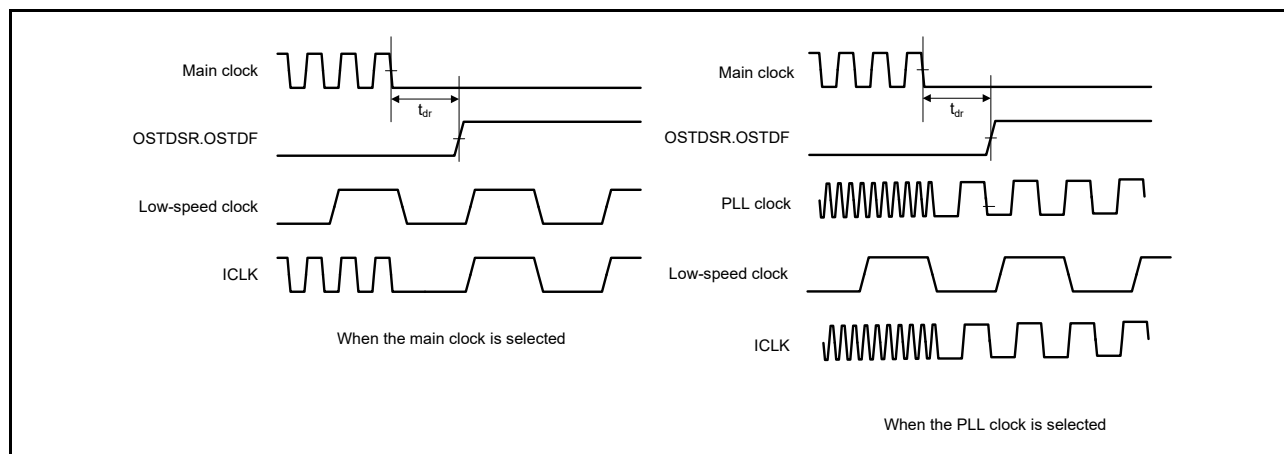 Main clock
t_dr
OSTDSR.OSTDF
Low-speed clock
ICLK
When the main clock is selected
Main clock
t_dr
OSTDSR.OSTDF
PLL clock
Low-speed clock
ICLK
When the PLL clock is selected